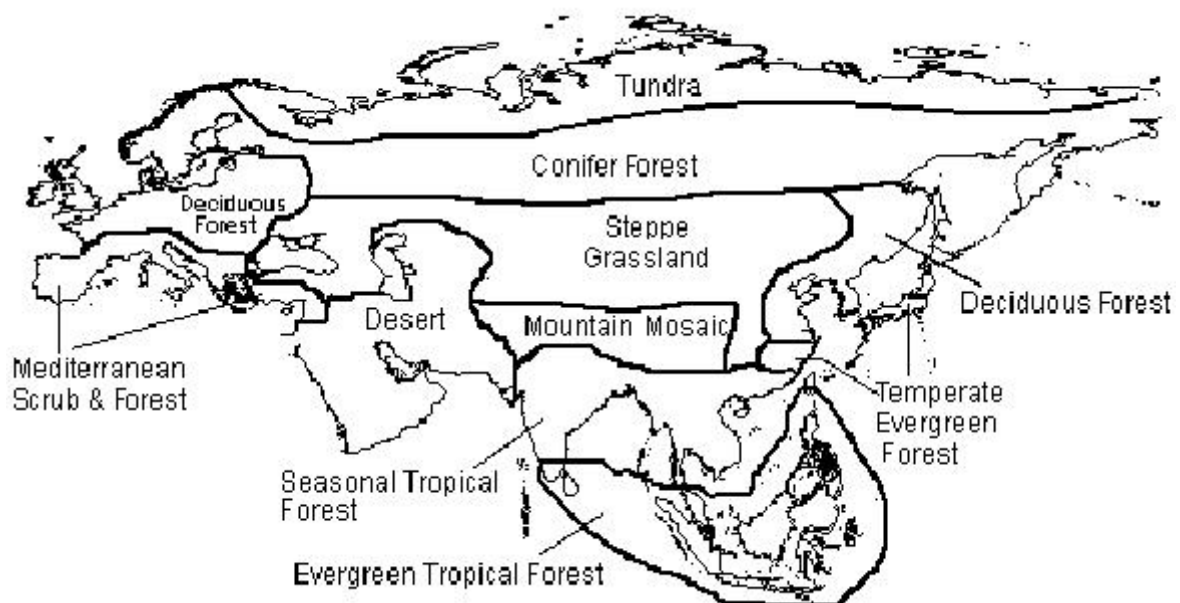 Tundra
Conifer Forest
Deciduous
Forest
Steppe
Grassland
Deciduous Forest
Desert
Mountain Mosaic
Mediterranean
Scrub & Forest
Temperate
Evergreen
Forest
Seasonal Tropical
Forest
Evergreen Tropical Forest